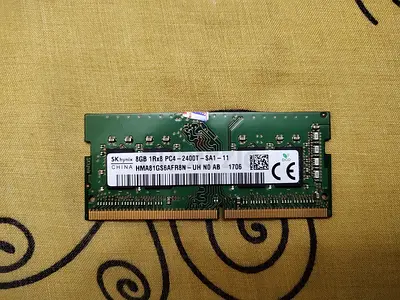 SK hynix 8GB 1Rx8 PC4-2400T-SA1-11
CHINA HMA81GS6AFR8N-UH N0 AB 1706
CE